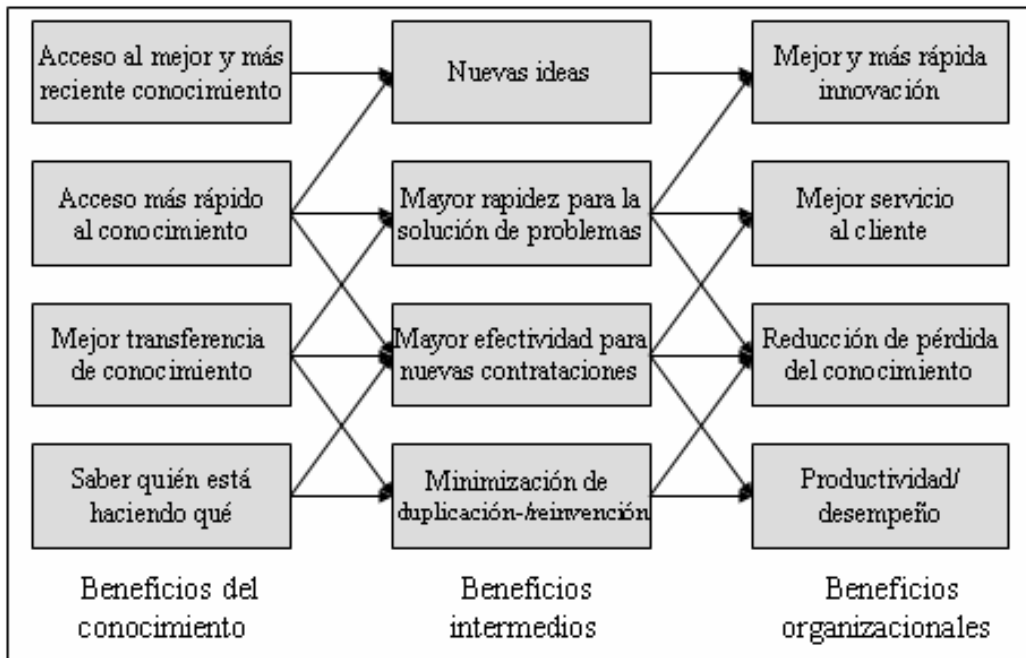 Acceso al mejor y más
reciente conocimiento
Nuevas ideas
Mejor y más rápida
innovación
Acceso más rápido
al conocimiento
Mayor rapidez para la
solución de problemas
Mejor servicio
al cliente
Mejor transferencia
de conocimiento
Mayor efectividad para
nuevas contrataciones
Reducción de pérdida
del conocimiento
Saber quién está
haciendo qué
Minimización de
duplicación-/reinvención
Productividad/
desempeño
Beneficios del
conocimiento
Beneficios
intermedios
Beneficios
organizacionales